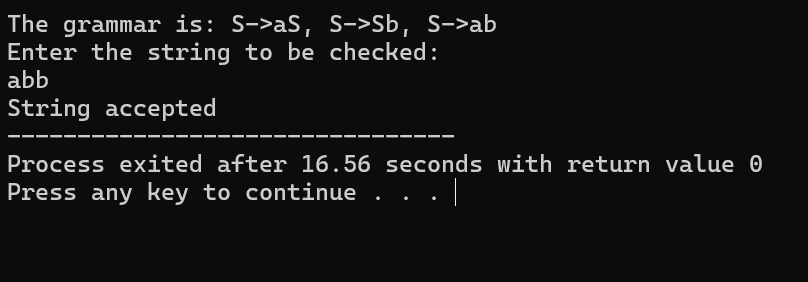 The grammar is: S->aS, S->Sb, S->ab
Enter the string to be checked:
abb
String accepted
--------------------------------
Process exited after 16.56 seconds with return value 0
Press any key to continue . . .